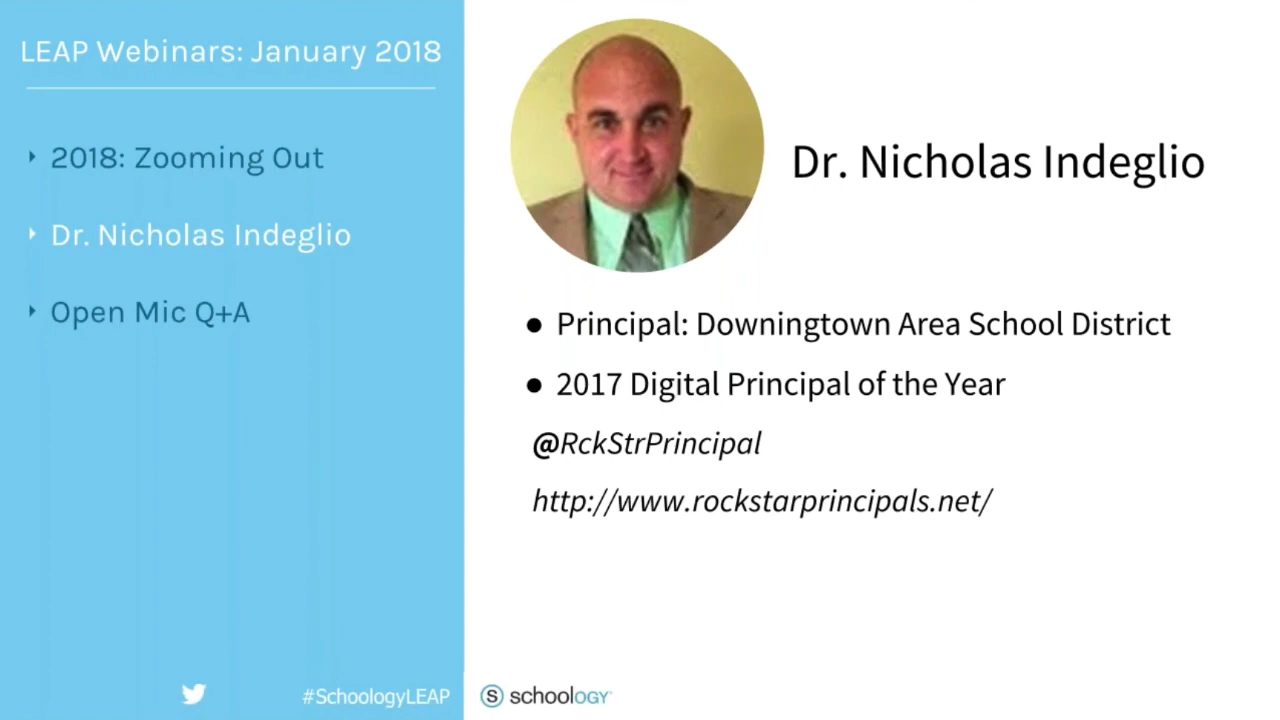 LEAP Webinars: January 2018
2018: Zooming Out
Dr. Nicholas Indeglio
Open Mic Q+A
#SchoologyLEAP
Dr. Nicholas Indeglio
● Principal: Downingtown Area School District
● 2017 Digital Principal of the Year
@RckStrPrincipal
http://www.rockstarprincipals.net/
S schoology